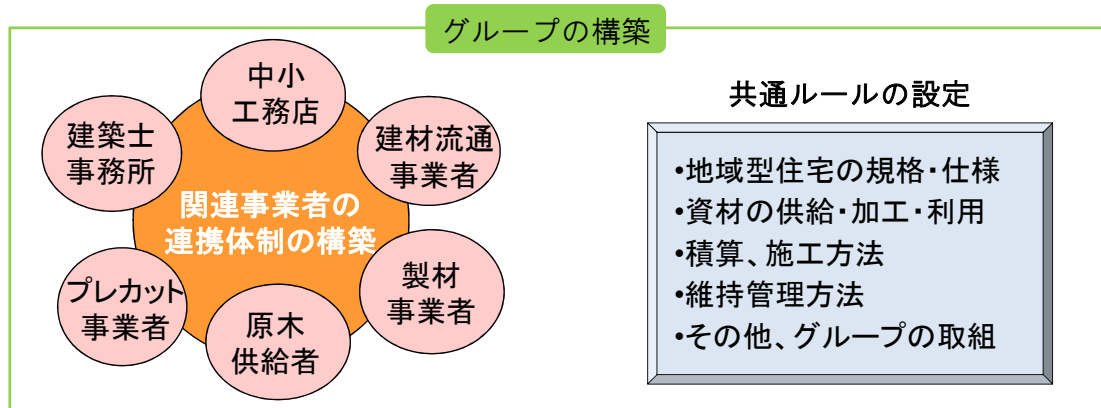 グループの構築
中小
工務店
建築士
事務所
建材流通
事業者
関連事業者の
連携体制の構築
プレカット
事業者
製材
事業者
原木
供給者
共通ルールの設定
•地域型住宅の規格・仕様
•資材の供給・加工・利用
•積算、施工方法
•維持管理方法
•その他、グループの取組